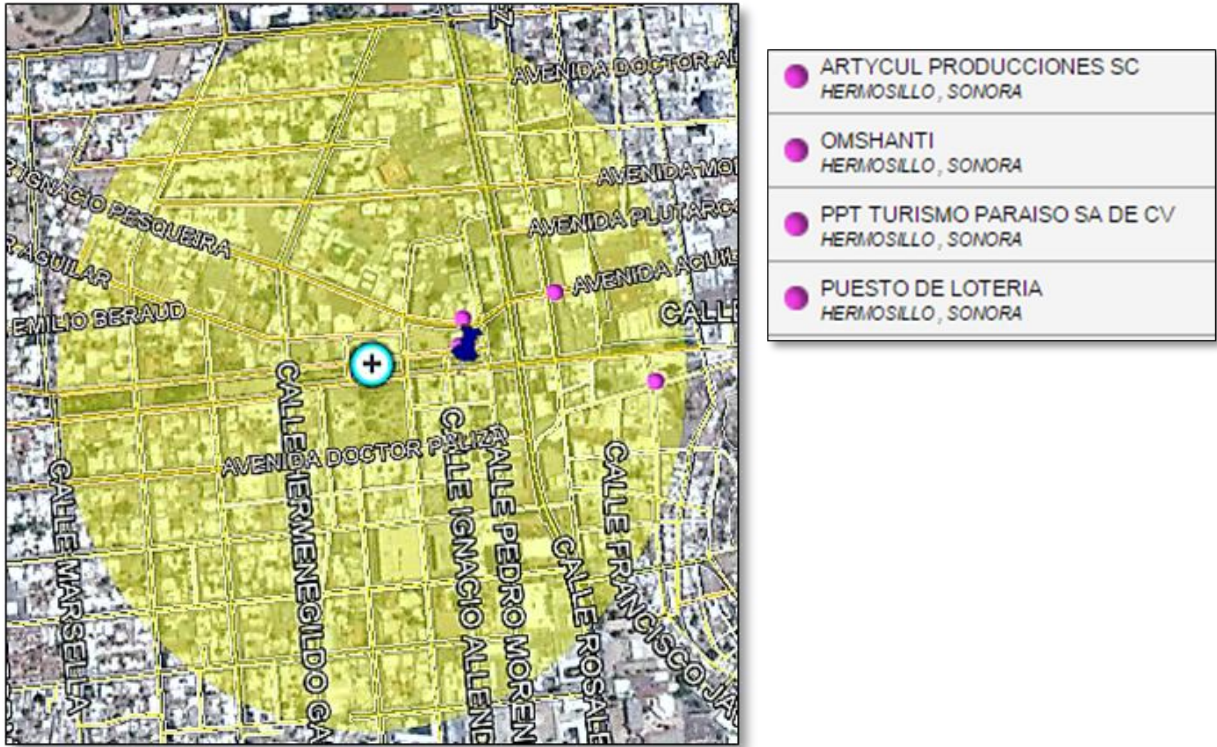 EZ
AVENIDA DOCTOR AL
AVENIDA MO
IGNACIO PESQUEIRA
AVENIDA PLUTARCO
R AGUILAR
AVENIDA AGUIL
EMILIO BERAUD
CALLE
AVENIDA DOCTOR PALIZA
CALLE MARSELLA
CALLE HERMENEGILDO GA
CALLE IGNACIO ALLEND
CALLE PEDRO MOREN
CALLE ROSALE
CALLE FRANCISCO JA
ARTYCUL PRODUCCIONES SC
HERMOSILLO , SONORA
OMSHANTI
HERMOSILLO , SONORA
PPT TURISMO PARAISO SA DE CV
HERMOSILLO , SONORA
PUESTO DE LOTERIA
HERMOSILLO , SONORA